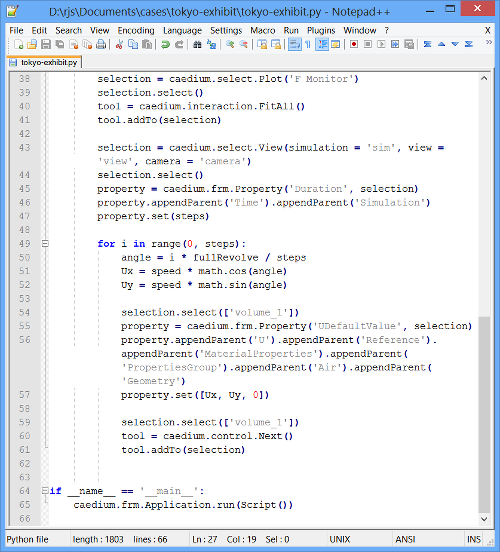 D:\rjs\Documents\cases\tokyo-exhibit\tokyo-exhibit.py - Notepad++
File Edit Search View Encoding Language Settings Macro Run Plugins Window ? X
tokyo-exhibit.py
38 selection = caedium.select.Plot('F Monitor')
39 selection.select()
40 tool = caedium.interaction.FitAll()
41 tool.addTo(selection)
42
43 selection = caedium.select.View(simulation = 'sim', view =
'view', camera = 'camera')
44 selection.select()
45 property = caedium.frm.Property('Duration', selection)
46 property.appendParent('Time').appendParent('Simulation')
47 property.set(steps)
48
49 for i in range(0, steps):
50 angle = i * fullRevolve / steps
51 Ux = speed * math.cos(angle)
52 Uy = speed * math.sin(angle)
53
54 selection.select(['volume_1'])
55 property = caedium.frm.Property('UDefaultValue', selection)
56 property.appendParent('U').appendParent('Reference').
appendParent('MaterialProperties').appendParent(
'PropertiesGroup').appendParent('Air').appendParent(
'Geometry')
57 property.set([Ux, Uy, 0])
58
59 selection.select(['volume_1'])
60 tool = caedium.control.Next()
61 tool.addTo(selection)
62
63
64 if __name__ == '__main__':
65 caedium.frm.Application.run(Script())
66
Python file length : 1803 lines : 66 Ln : 27 Col : 19 Sel : 0 UNIX ANSI INS